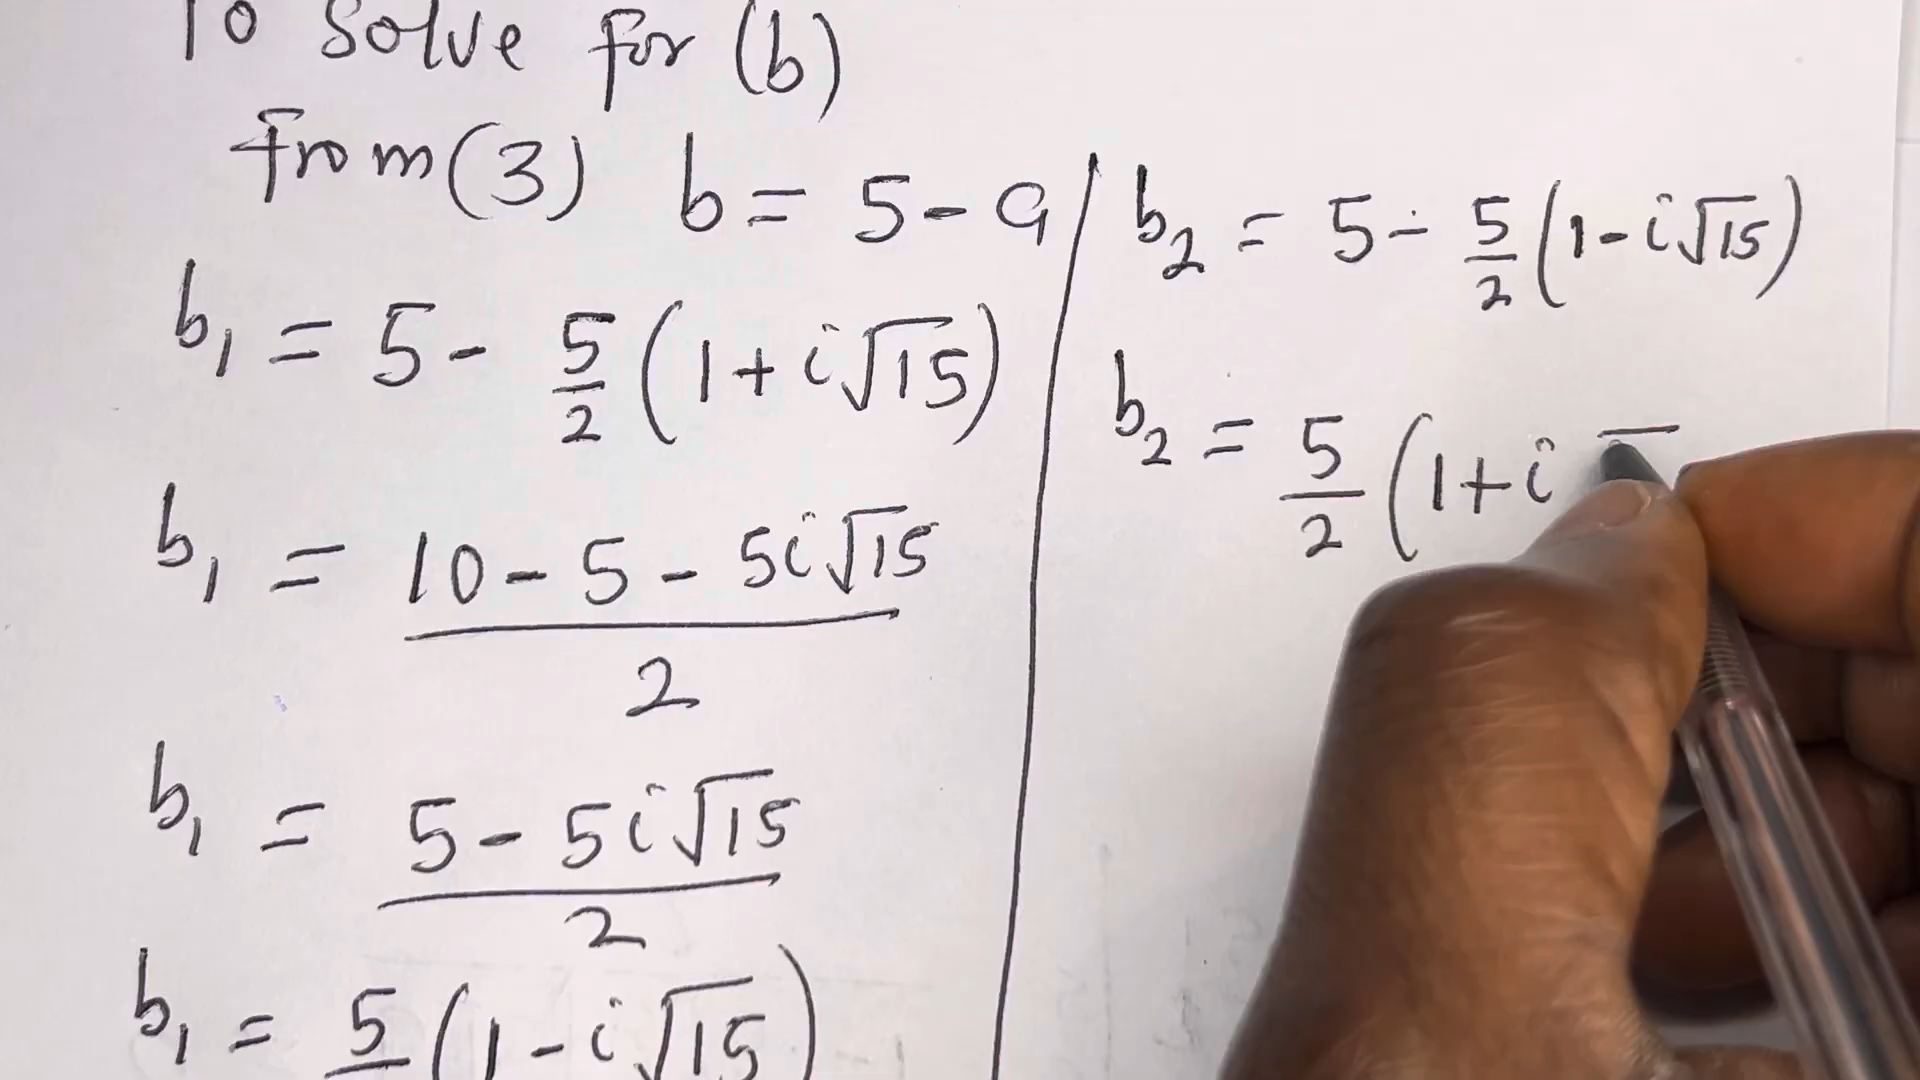 To solve for (b)
from (3) b = 5 - a
b₁ = 5 - 5/2 (1 + i√15)
b₁ = (10 - 5 - 5i√15)/2
b₁ = (5 - 5i√15)/2
b₁ = 5 (1 - i√15)
b₂ = 5 - 5/2 (1 - i√15)
b₂ = 5/2 (1 + i